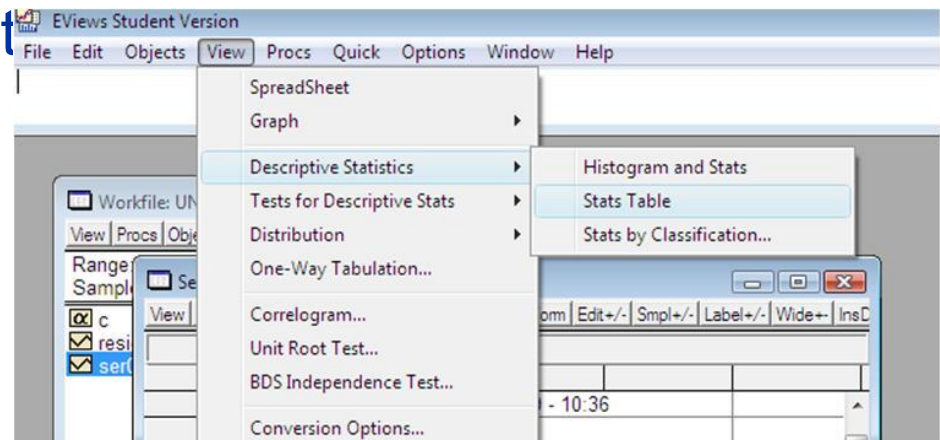 t
EViews Student Version
File Edit Objects View Procs Quick Options Window Help
SpreadSheet
Graph
Descriptive Statistics
Histogram and Stats
Tests for Descriptive Stats
Stats Table
Distribution
Stats by Classification...
One-Way Tabulation...
Correlogram...
Unit Root Test...
BDS Independence Test...
Conversion Options...
Workfile: UN
View Procs Obje
Range:
Sampl
c
resi
ser
Se
View
orm Edit+/- Smpl+/- Label+/- Wide+- InsD
- 10:36